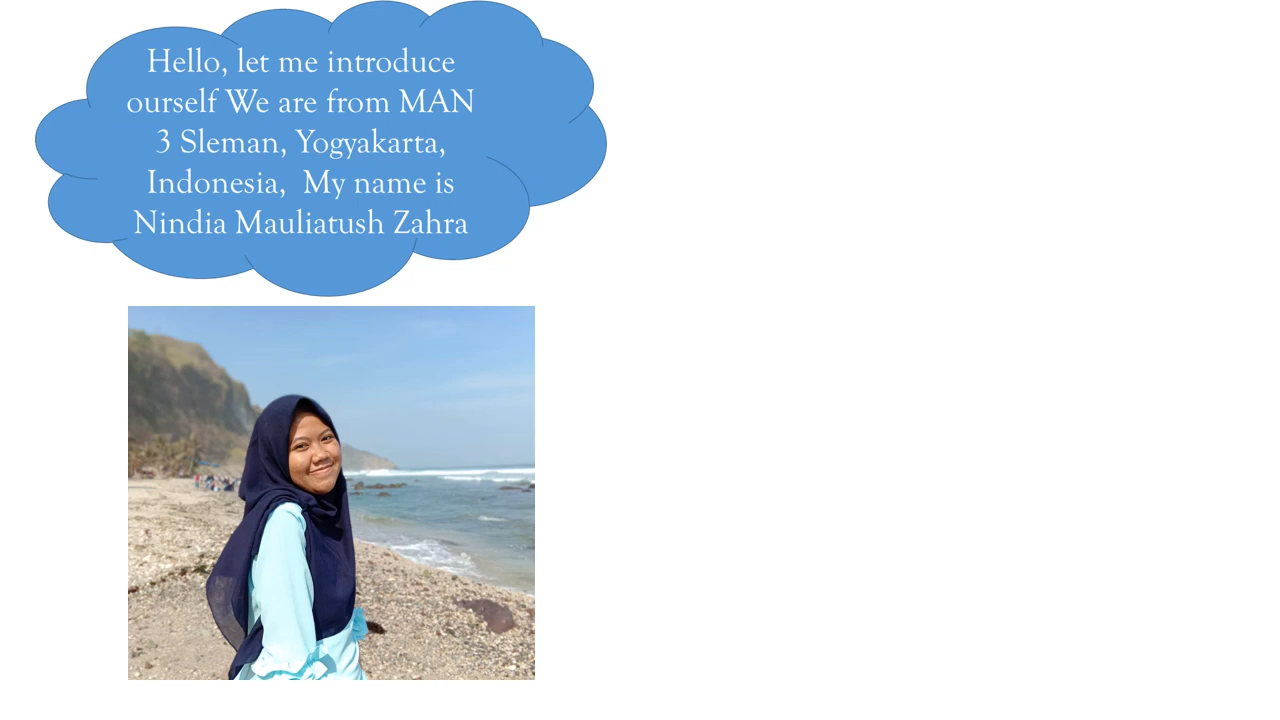 Hello, let me introduce
ourself We are from MAN
3 Sleman, Yogyakarta,
Indonesia,  My name is
Nindia Mauliatush Zahra